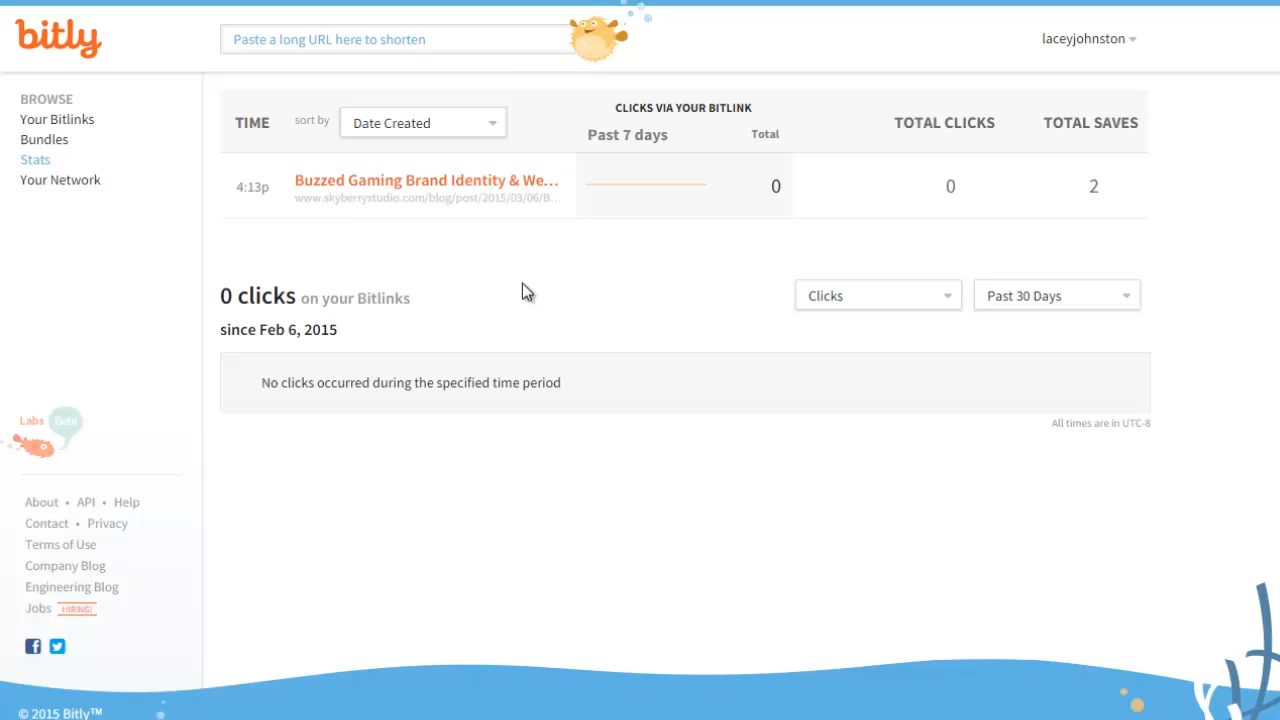 bitly
Paste a long URL here to shorten
laceyjohnston
BROWSE
Your Bitlinks
Bundles
Stats
Your Network
TIME
sort by
Date Created
CLICKS VIA YOUR BITLINK
Past 7 days
Total
TOTAL CLICKS
TOTAL SAVES
4:13p
Buzzed Gaming Brand Identity & We...
www.skyberrystudio.com/blog/post/2015/03/06/B...
0
0
2
0 clicks on your Bitlinks
since Feb 6, 2015
Clicks
Past 30 Days
No clicks occurred during the specified time period
All times are in UTC-8
Labs Beta
About • API • Help
Contact • Privacy
Terms of Use
Company Blog
Engineering Blog
Jobs HIRING!
© 2015 Bitly™